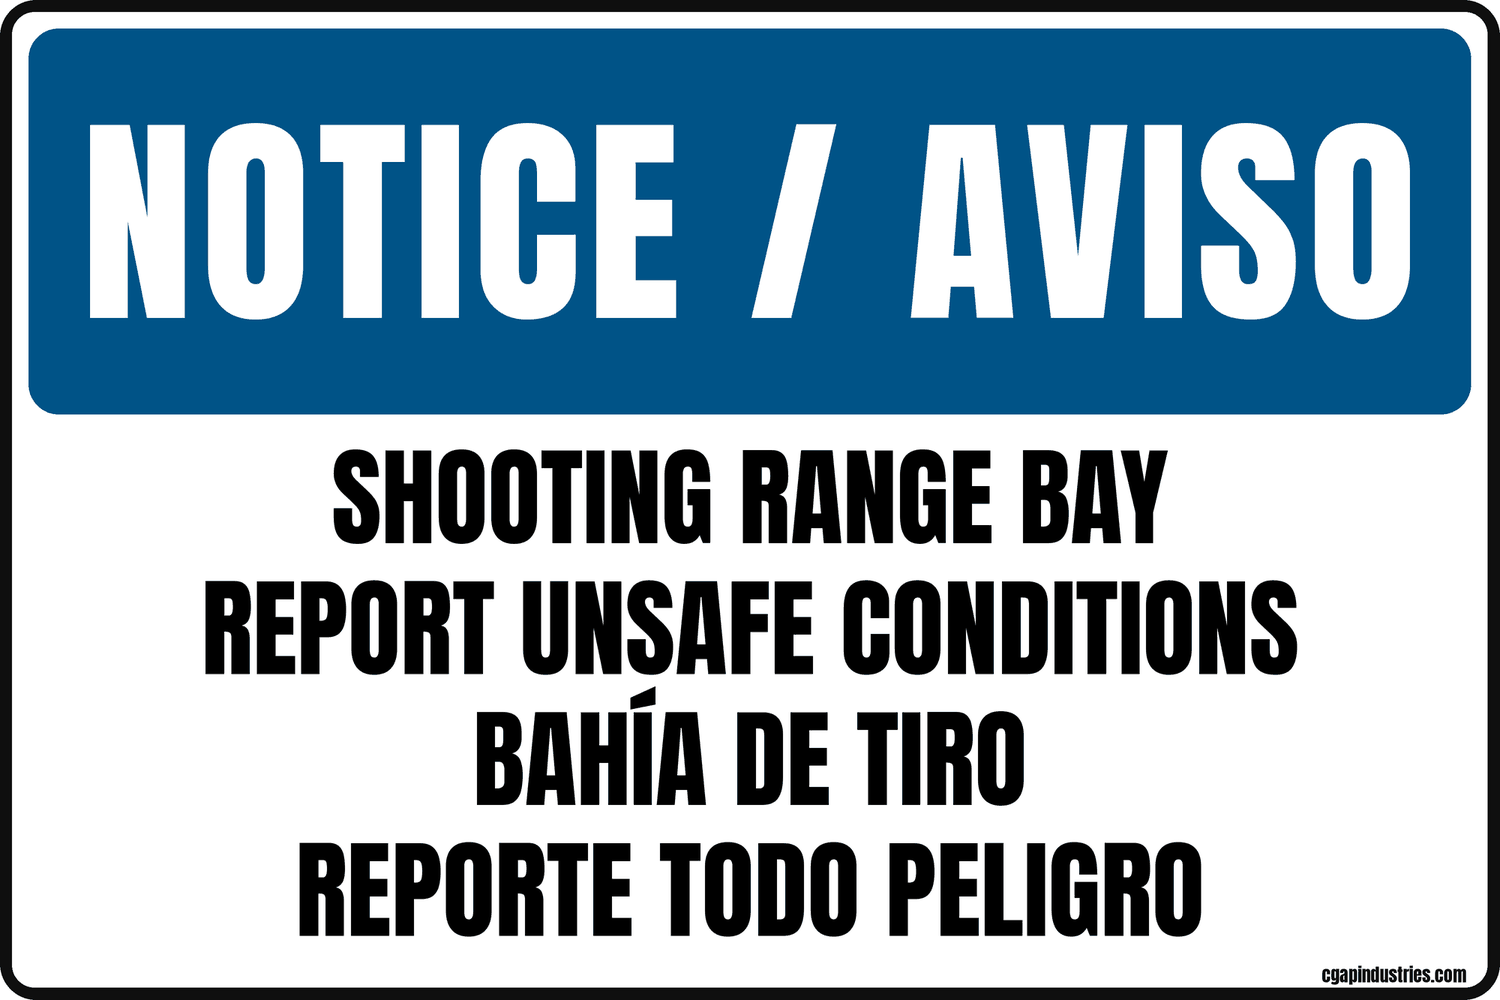 NOTICE / AVISO
SHOOTING RANGE BAY
REPORT UNSAFE CONDITIONS
BAHÍA DE TIRO
REPORTE TODO PELIGRO
cgapindustries.com